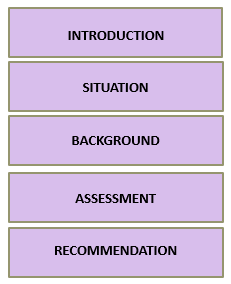 INTRODUCTION
SITUATION
BACKGROUND
ASSESSMENT
RECOMMENDATION